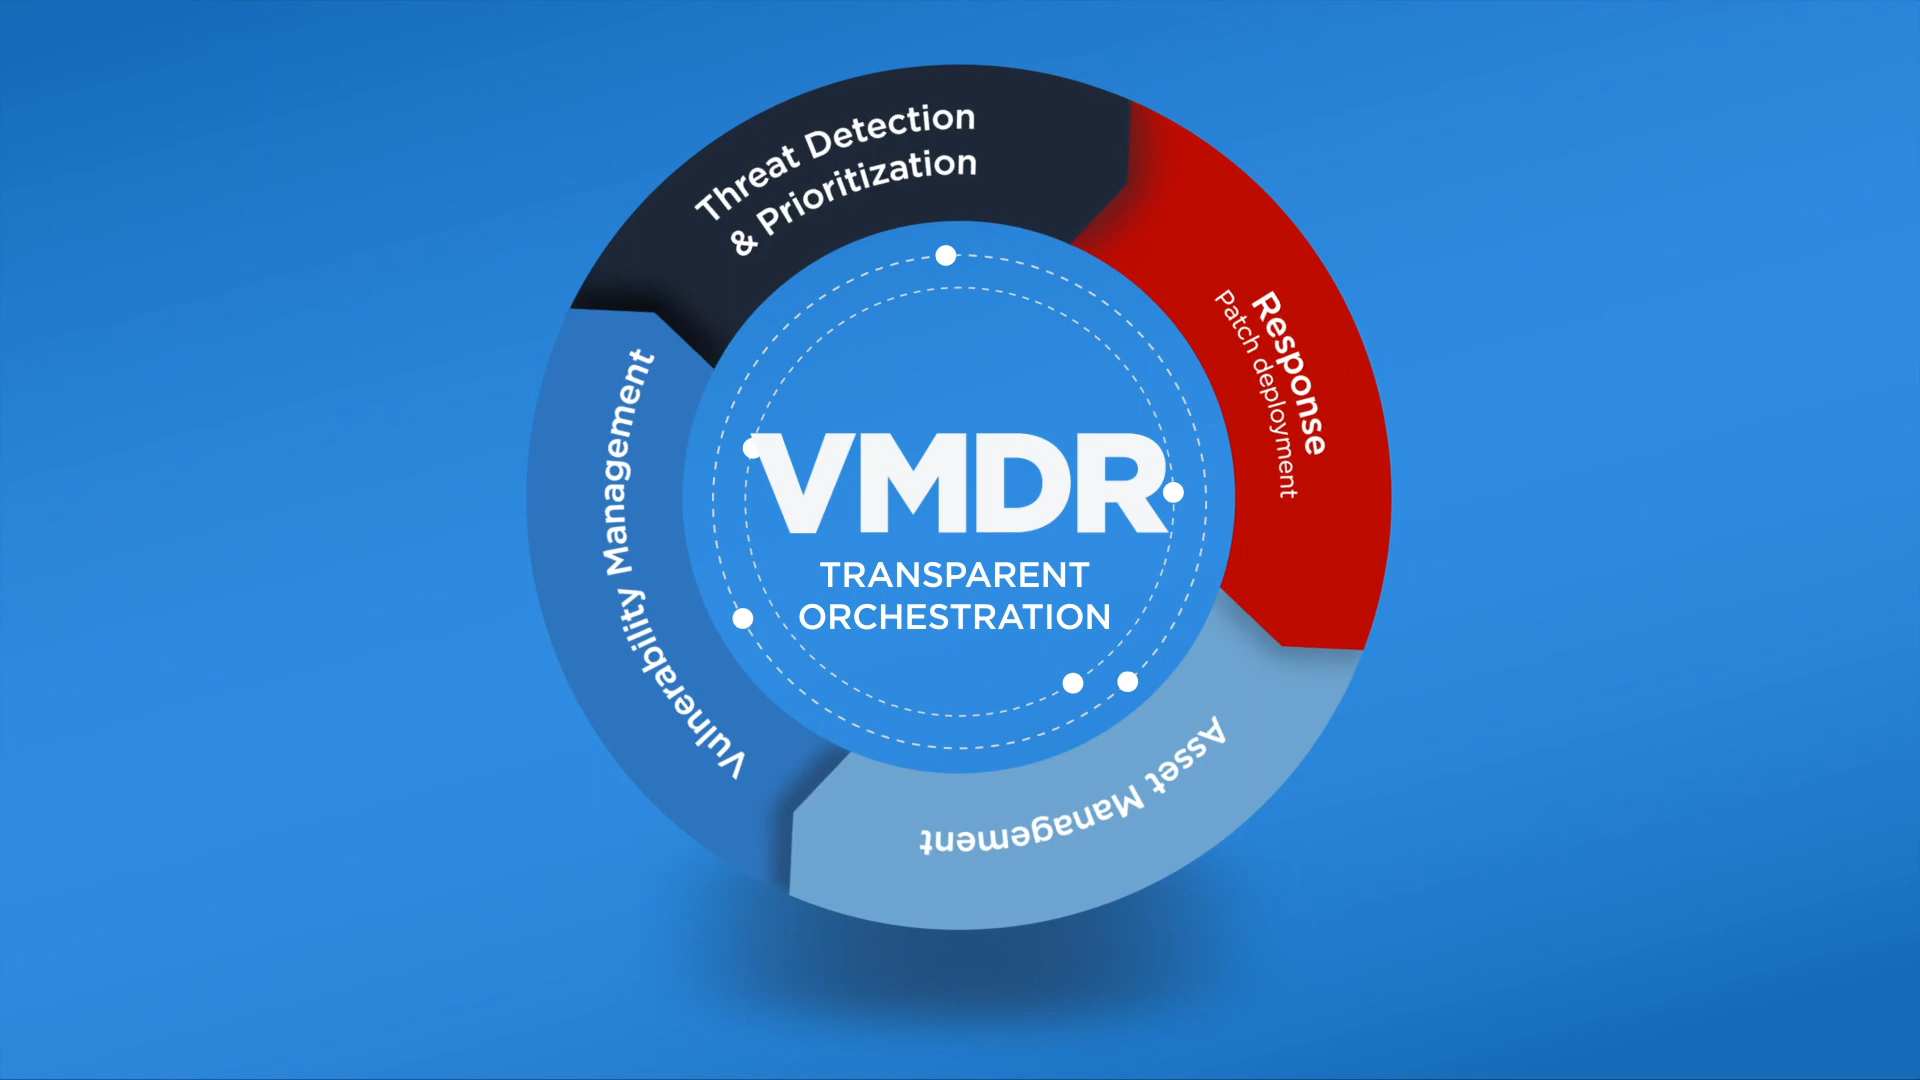 Threat Detection
& Prioritization
Response
Patch deployment
Asset Management
Vulnerability Management
VMDR
TRANSPARENT
ORCHESTRATION